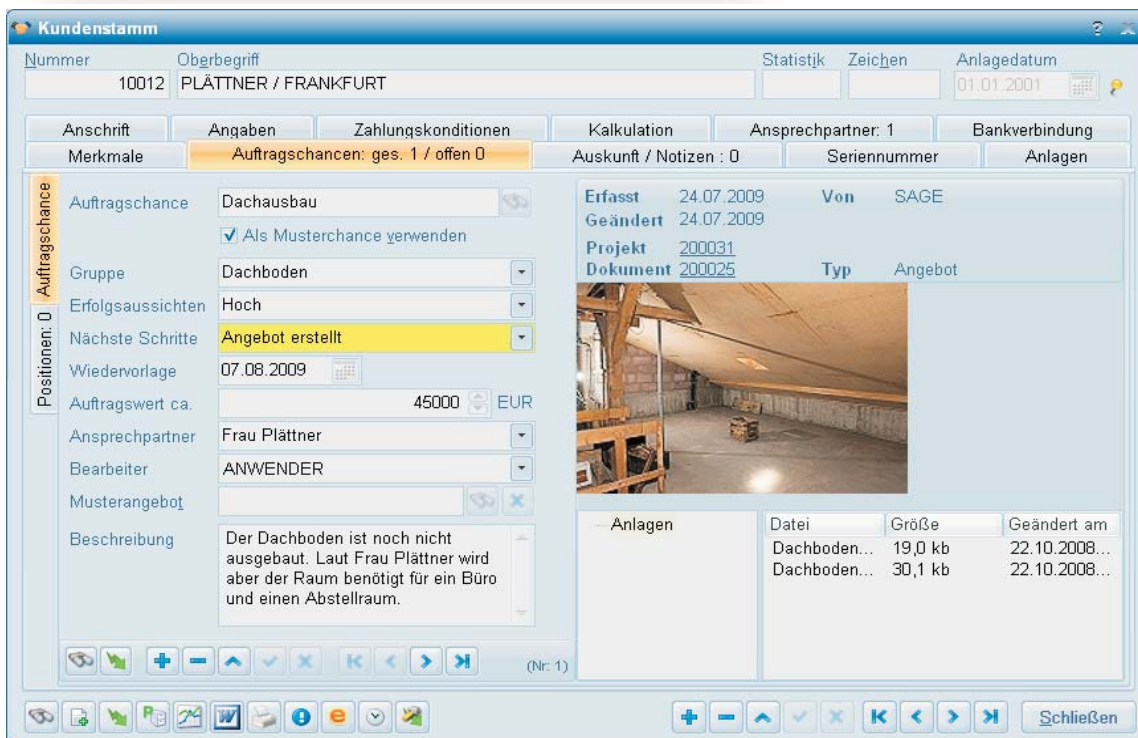 Kundenstamm
Nummer Oberbegriff Statistik Zeichen Anlagedatum
10012 PLÄTTNER / FRANKFURT 01.01.2001
Anschrift Angaben Zahlungskonditionen Kalkulation Ansprechpartner: 1 Bankverbindung
Merkmale Auftragschancen: ges. 1 / offen 0 Auskunft / Notizen : 0 Seriennummer Anlagen
Auftragschance
Positionen: 0
Auftragschance Dachausbau
Als Musterchance verwenden
Gruppe Dachboden
Erfolgsaussichten Hoch
Nächste Schritte Angebot erstellt
Wiedervorlage 07.08.2009
Auftragswert ca. 45000 EUR
Ansprechpartner Frau Plättner
Bearbeiter ANWENDER
Musterangebot
Beschreibung Der Dachboden ist noch nicht
ausgebaut. Laut Frau Plättner wird
aber der Raum benötigt für ein Büro
und einen Abstellraum.
(Nr: 1)
Erfasst 24.07.2009 Von SAGE
Geändert 24.07.2009
Projekt 200031
Dokument 200025 Typ Angebot
Anlagen
Datei Größe Geändert am
Dachboden... 19,0 kb 22.10.2008...
Dachboden... 30,1 kb 22.10.2008...
Schließen